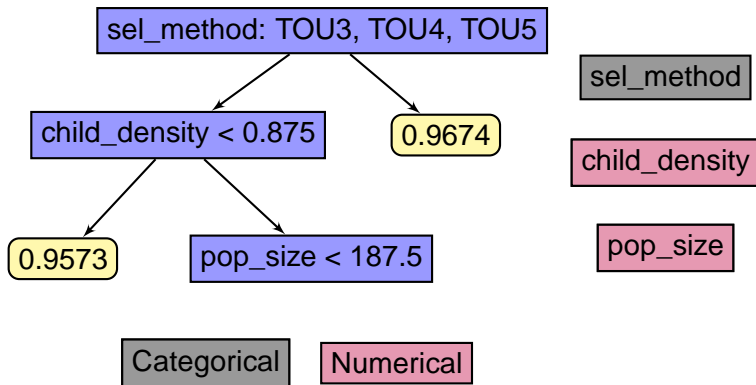 sel_method: TOU3, TOU4, TOU5
sel_method
child_density < 0.875
0.9674
child_density
0.9573
pop_size < 187.5
pop_size
Categorical
Numerical